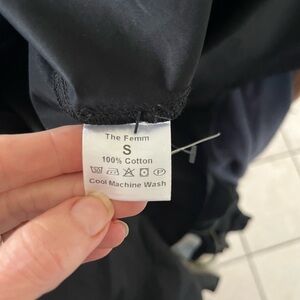 The Femm
S
100% Cotton
Cool Machine Wash